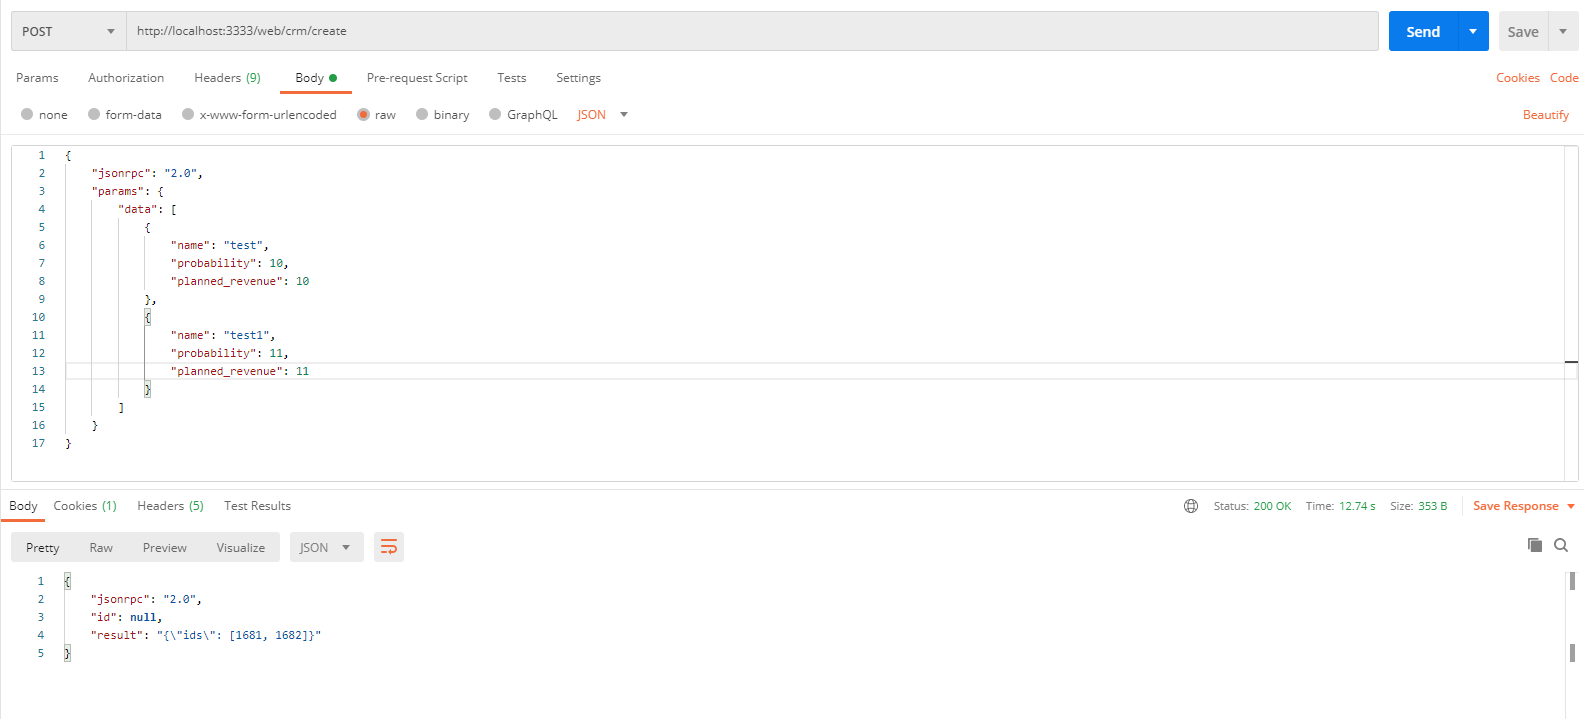 POST http://localhost:3333/web/crm/create Send Save
Params Authorization Headers (9) Body Pre-request Script Tests Settings Cookies Code
none form-data x-www-form-urlencoded raw binary GraphQL JSON Beautify
1 {
2 "jsonrpc": "2.0",
3 "params": {
4 "data": [
5 {
6 "name": "test",
7 "probability": 10,
8 "planned_revenue": 10
9 },
10 {
11 "name": "test1",
12 "probability": 11,
13 "planned_revenue": 11
14 }
15 ]
16 }
17 }
Body Cookies (1) Headers (5) Test Results Status: 200 OK Time: 12.74 s Size: 353 B Save Response
Pretty Raw Preview Visualize JSON
1 {
2 "jsonrpc": "2.0",
3 "id": null,
4 "result": "{\"ids\": [1681, 1682]}"
5 }